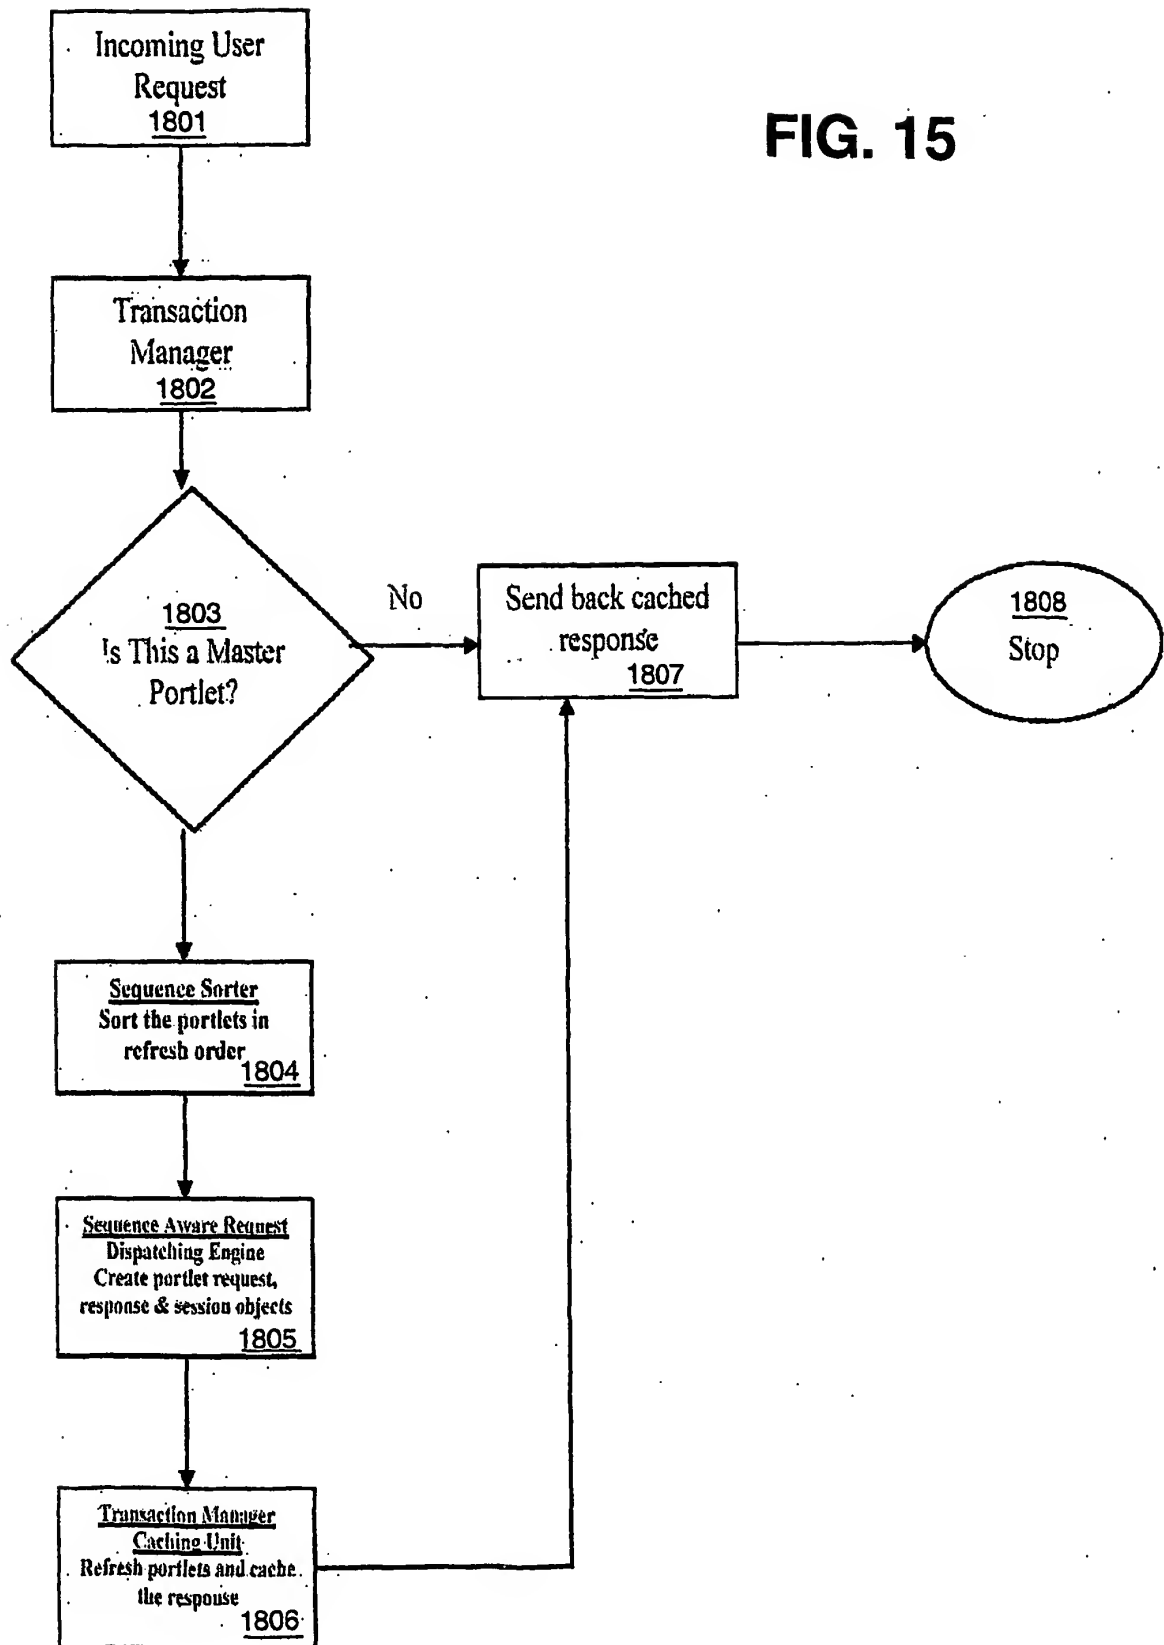 Incoming User
Request
1801
FIG. 15
Transaction
Manager
1802
1803
Is This a Master
Portlet?
No
Send back cached
response
1807
1808
Stop
Sequence Sorter
Sort the portlets in
refresh order
1804
Sequence Aware Request
Dispatching Engine
Create portlet request,
response & session objects
1805
Transaction Manager
Caching Unit
Refresh portlets and cache
the response
1806